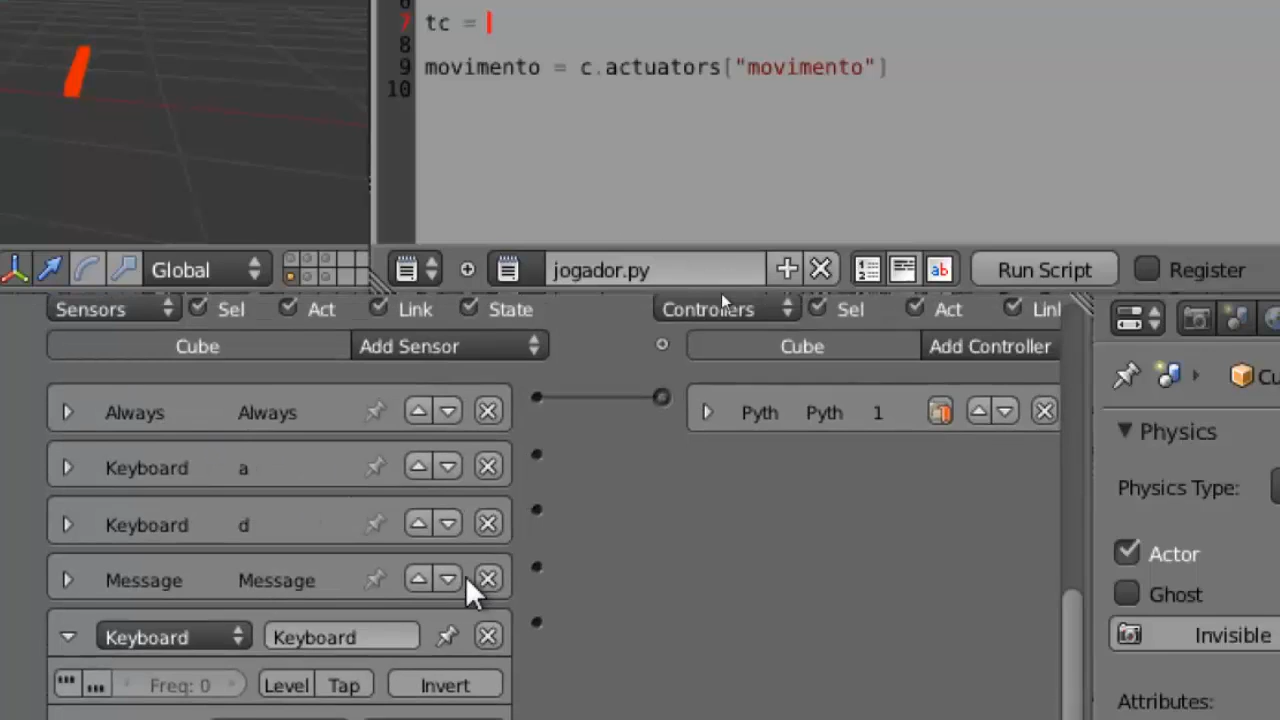 6
7 tc =
8
9 movimento = c.actuators["movimento"]
10
Global
jogador.py
Run Script
Register
Sensors Sel Act Link State
Controllers Sel Act
Cube Add Sensor
Cube Add Controller
Always Always
Pyth Pyth 1
Keyboard a
Keyboard d
Message Message
Keyboard Keyboard
Freq: 0 Level Tap Invert
Physics
Physics Type:
Actor
Ghost
Invisible
Attributes: